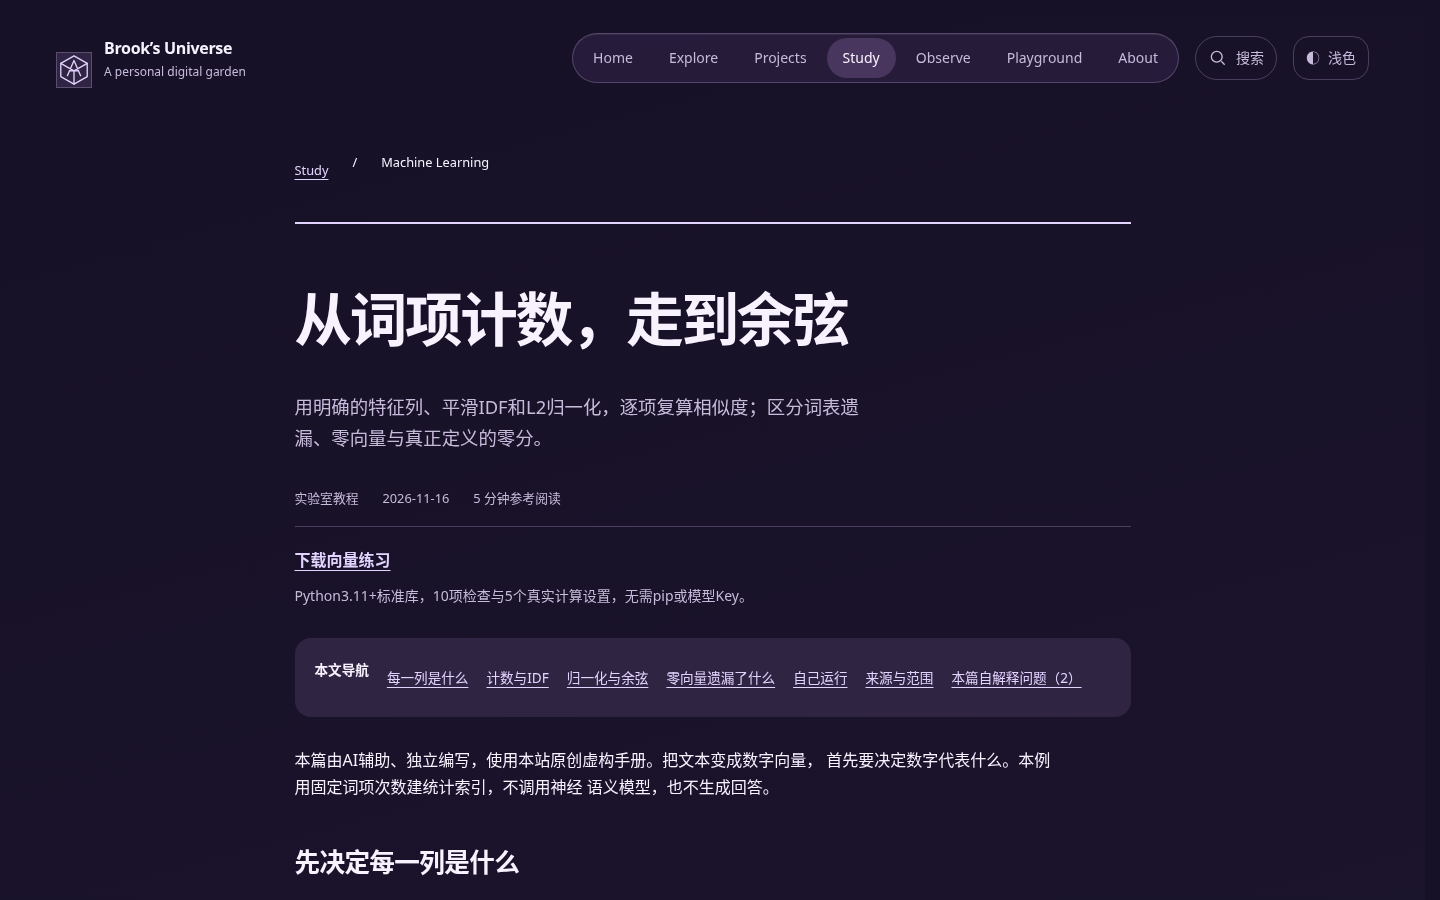 Brook’s Universe
A personal digital garden
Home Explore Projects Study Observe Playground About 搜索 浅色
Study / Machine Learning
从词项计数，走到余弦
用明确的特征列、平滑IDF和L2归一化，逐项复算相似度；区分词表遗
漏、零向量与真正定义的零分。
实验室教程 2026-11-16 5 分钟参考阅读
下载向量练习
Python3.11+标准库，10项检查与5个真实计算设置，无需pip或模型Key。
本文导航 每一列是什么 计数与IDF 归一化与余弦 零向量遗漏了什么 自己运行 来源与范围 本篇自解释问题（2）
本篇由AI辅助、独立编写，使用本站原创虚构手册。把文本变成数字向量， 首先要决定数字代表什么。本例
用固定词项次数建统计索引，不调用神经 语义模型，也不生成回答。
先决定每一列是什么